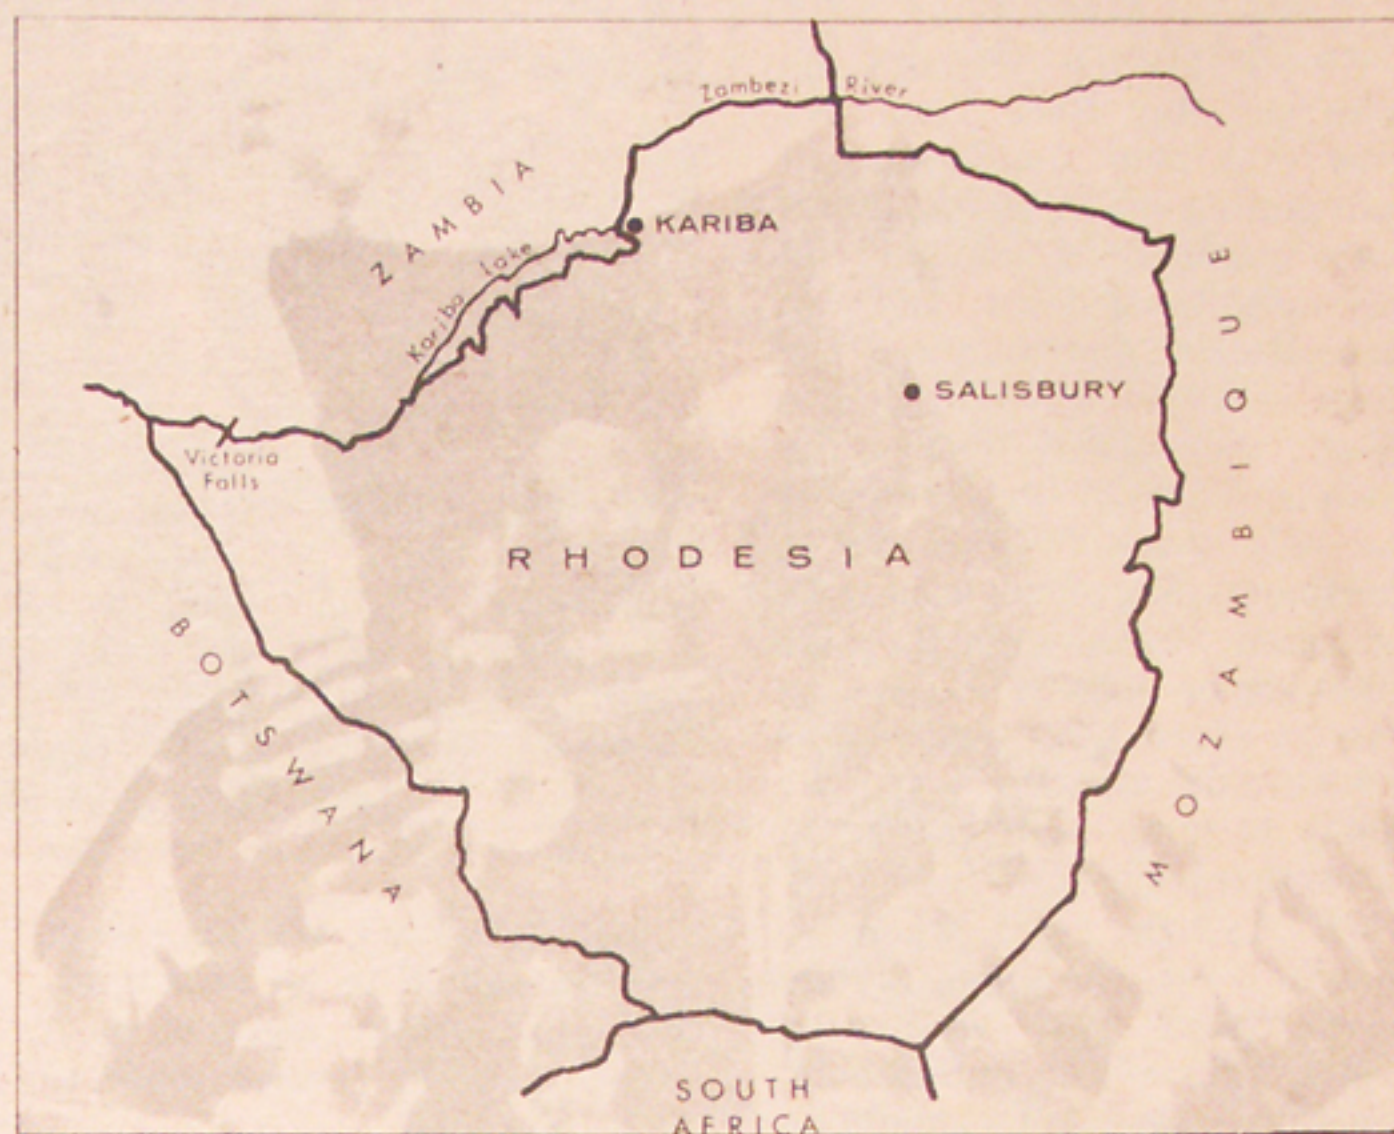 Zambezi River
ZAMBIA
KARIBA
Kariba Lake
SALISBURY
Victoria
Falls
RHODESIA
MOZAMBIQUE
BOTSWANA
SOUTH
AFRICA